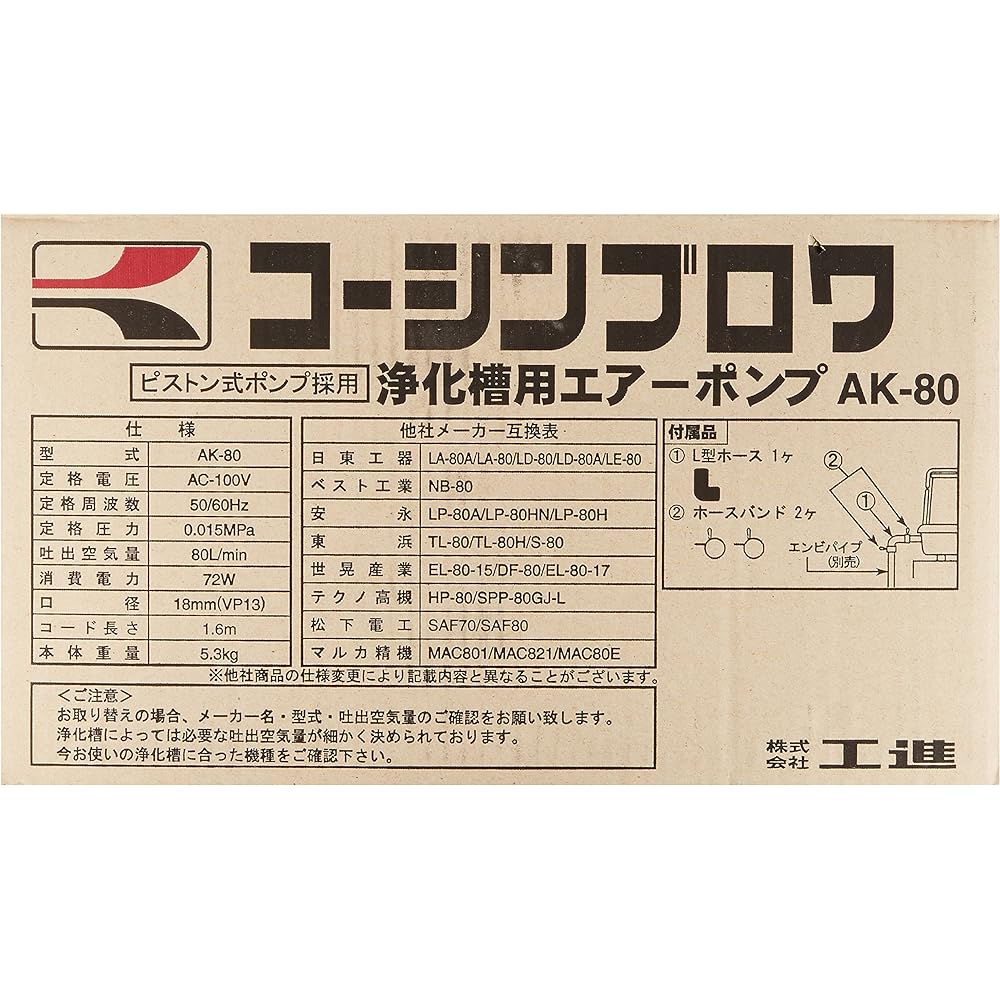 コーシンブロワ
ピストン式ポンプ採用 浄化槽用エアーポンプ AK-80
仕様
型式 AK-80
定格電圧 AC-100V
定格周波数 50/60Hz
定格圧力 0.015MPa
吐出空気量 80L/min
消費電力 72W
口径 18mm(VP13)
コード長さ 1.6m
本体重量 5.3kg
他社メーカー互換表
日東工器 LA-80A/LA-80/LD-80/LD-80A/LE-80
ベスト工業 NB-80
安永 LP-80A/LP-80HN/LP-80H
東浜 TL-80/TL-80H/S-80
世晃産業 EL-80-15/DF-80/EL-80-17
テクノ高槻 HP-80/SPP-80GJ-L
松下電工 SAF70/SAF80
マルカ精機 MAC801/MAC821/MAC80E
※他社商品の仕様変更により記載内容と異なることがございます。
付属品
① L型ホース 1ヶ
② ホースバンド 2ヶ
②
①
エンビパイプ
(別売)
＜ご注意＞
お取り替えの場合、メーカー名・型式・吐出空気量のご確認をお願い致します。
浄化槽によっては必要な吐出空気量が細かく決められております。
今お使いの浄化槽に合った機種をご確認下さい。
株式会社 工進